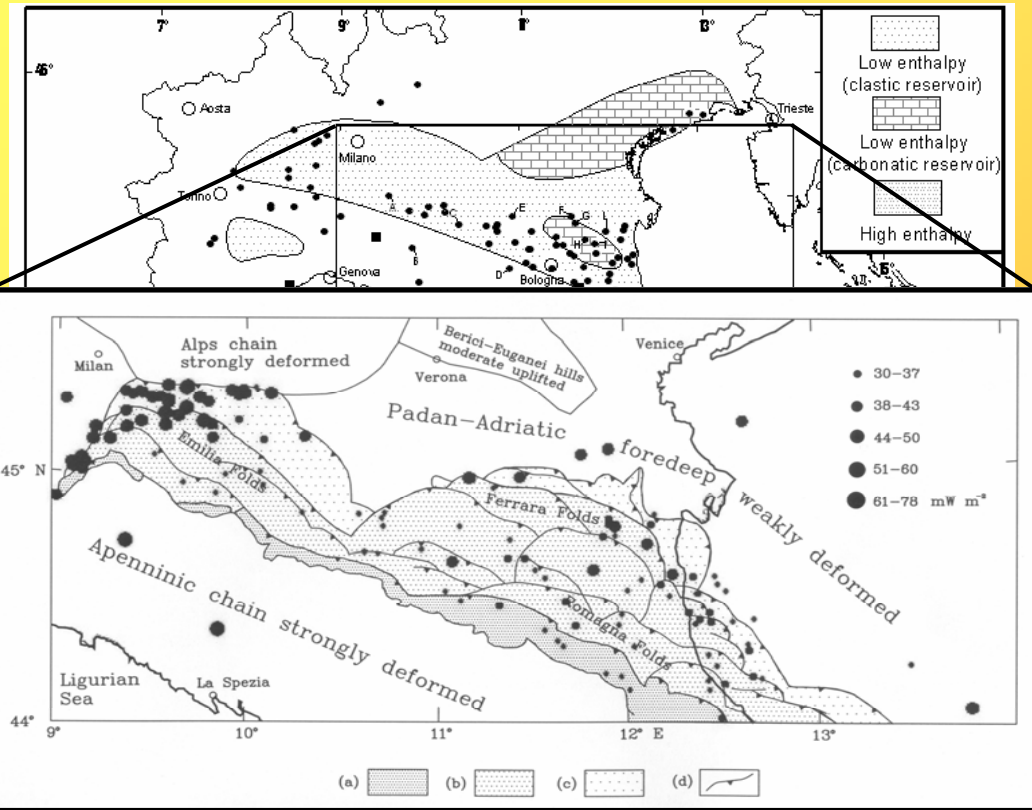 7°
9°
11°
13°
46°
Aosta
Trieste
Milano
Torino
Genova
Bologna
A
B
C
D
E
F
G
H
I
L
15°
Low enthalpy
(clastic reservoir)
Low enthalpy
(carbonatic reservoir)
High enthalpy
Milan
Alps chain
strongly deformed
Berici-Euganei hills
moderate uplifted
Verona
Venice
Padan-Adriatic
foredeep
weakly deformed
30-37
38-43
44-50
51-60
61-78 mW m⁻²
45° N
Emilia Folds
Ferrara Folds
Romagna Folds
Apenninic chain strongly deformed
Ligurian
Sea
La Spezia
44°
9°
10°
11°
12° E
13°
(a)
(b)
(c)
(d)